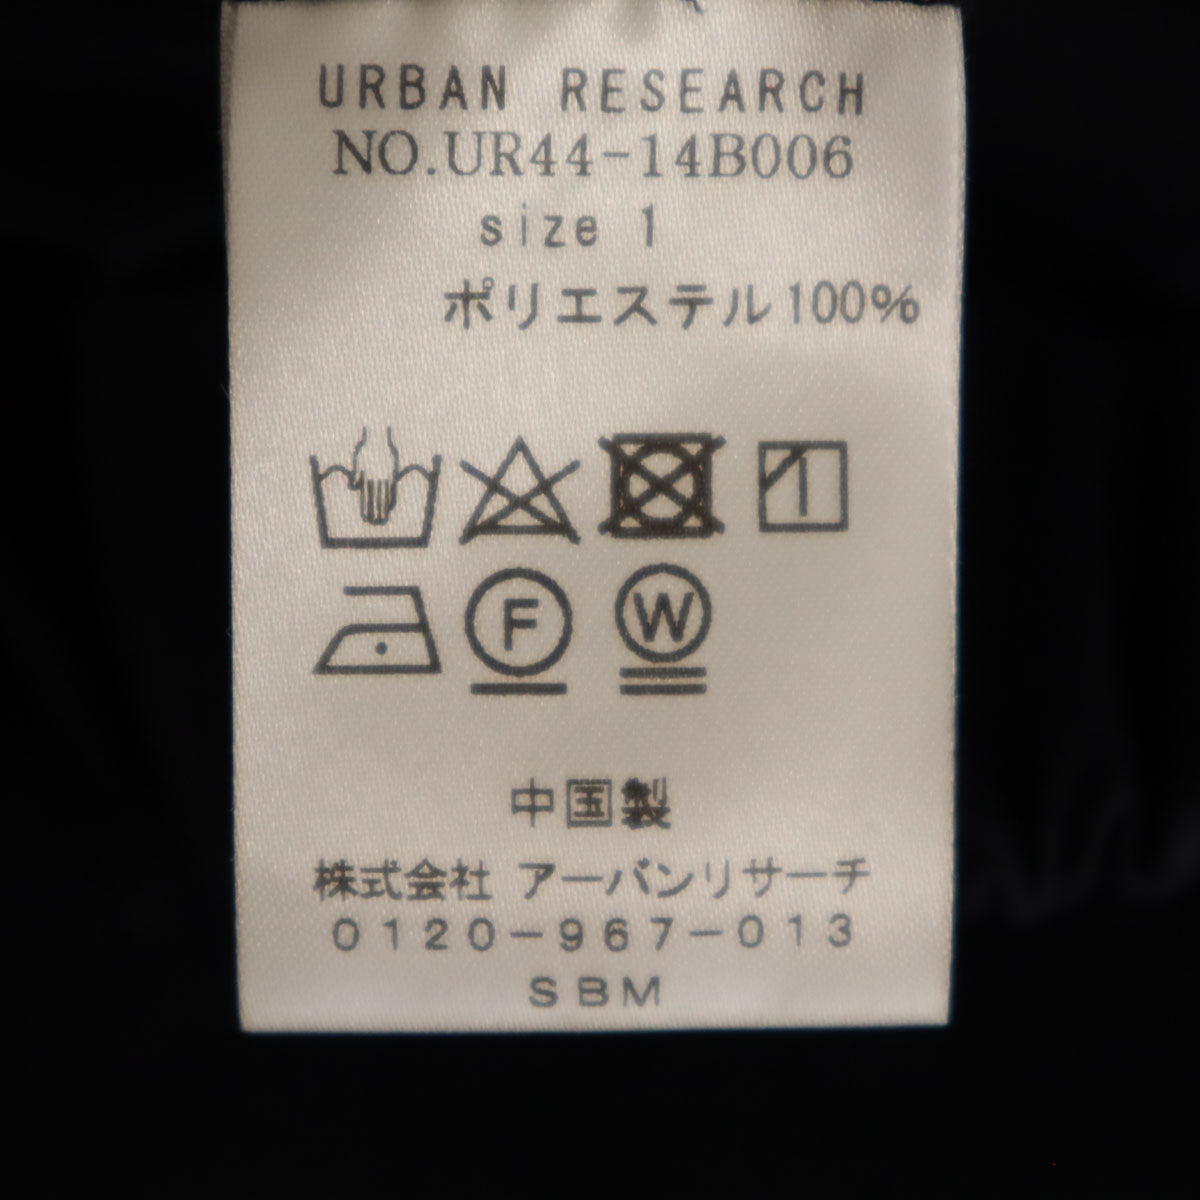 URBAN RESEARCH
NO.UR44-14B006
size 1
ポリエステル100%
F W
中国製
株式会社 アーバンリサーチ
0120-967-013
SBM